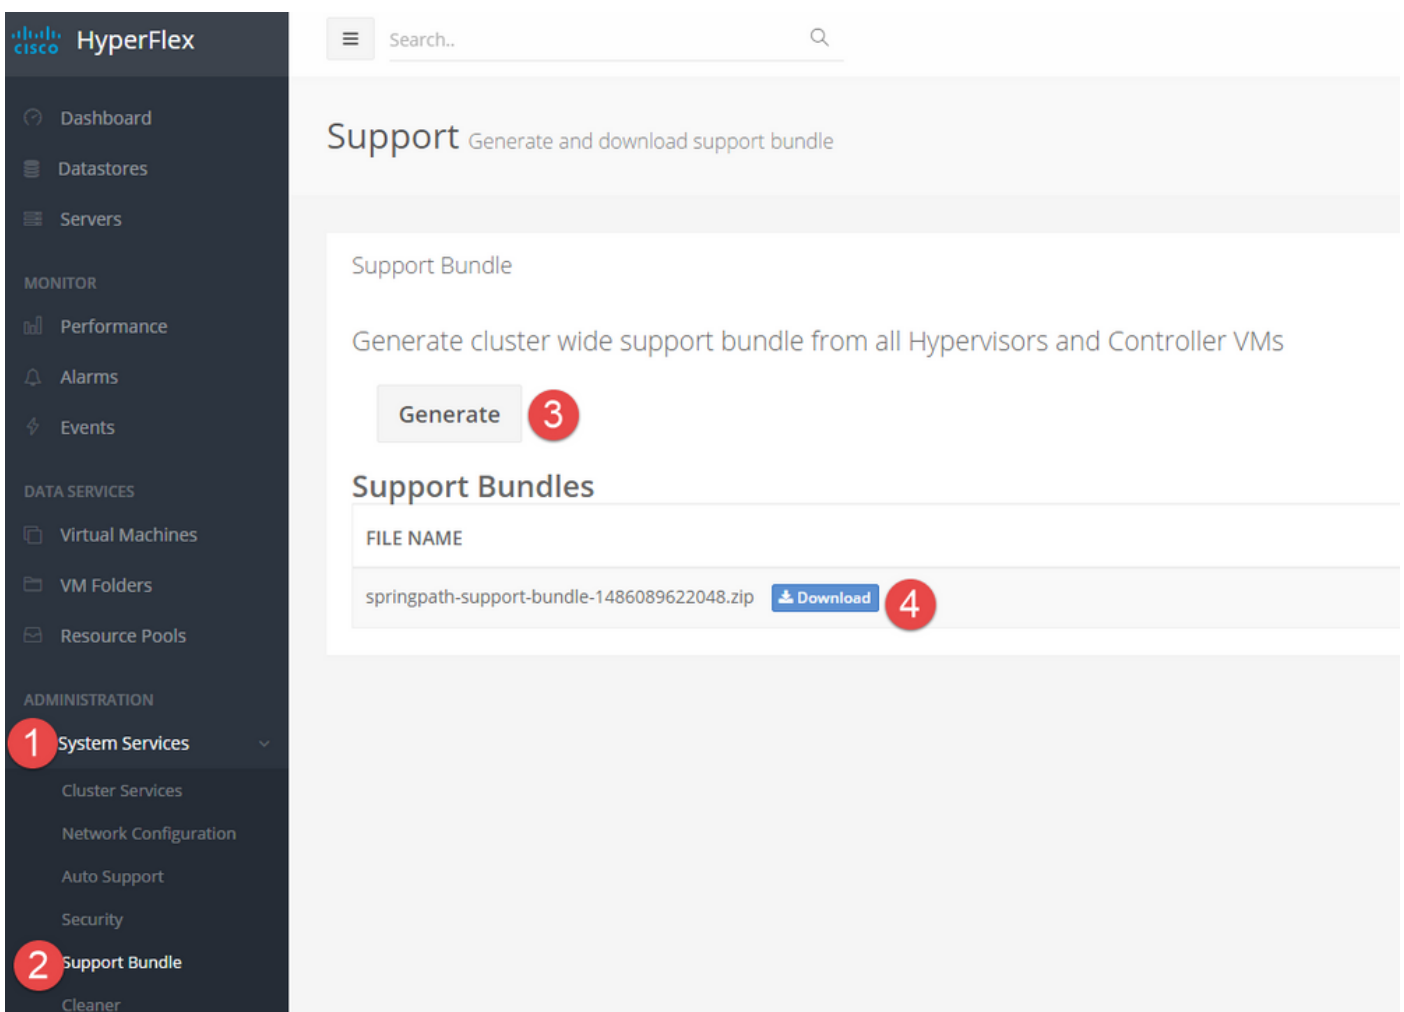 cisco HyperFlex
Search..
Dashboard
Datastores
Servers
MONITOR
Performance
Alarms
Events
DATA SERVICES
Virtual Machines
VM Folders
Resource Pools
ADMINISTRATION
1 System Services
Cluster Services
Network Configuration
Auto Support
Security
2 Support Bundle
Cleaner
Support Generate and download support bundle
Support Bundle
Generate cluster wide support bundle from all Hypervisors and Controller VMs
Generate 3
Support Bundles
FILE NAME
springpath-support-bundle-1486089622048.zip Download 4